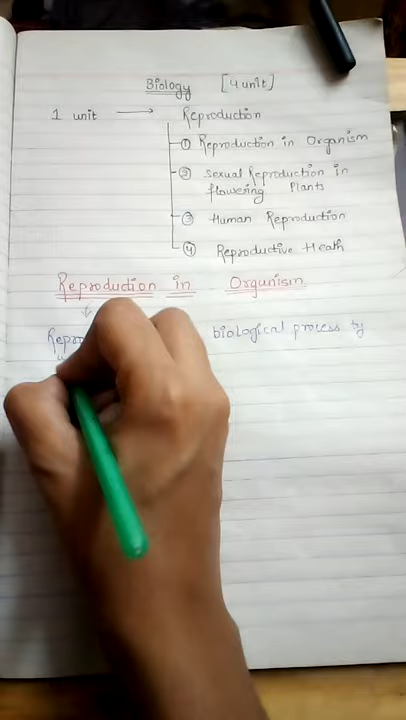 Biology [4 unit]
1 unit → Reproduction
① Reproduction in Organism
② Sexual Reproduction in
flowering Plants
③ Human Reproduction
④ Reproductive Heath
Reproduction in Organism
biological process by